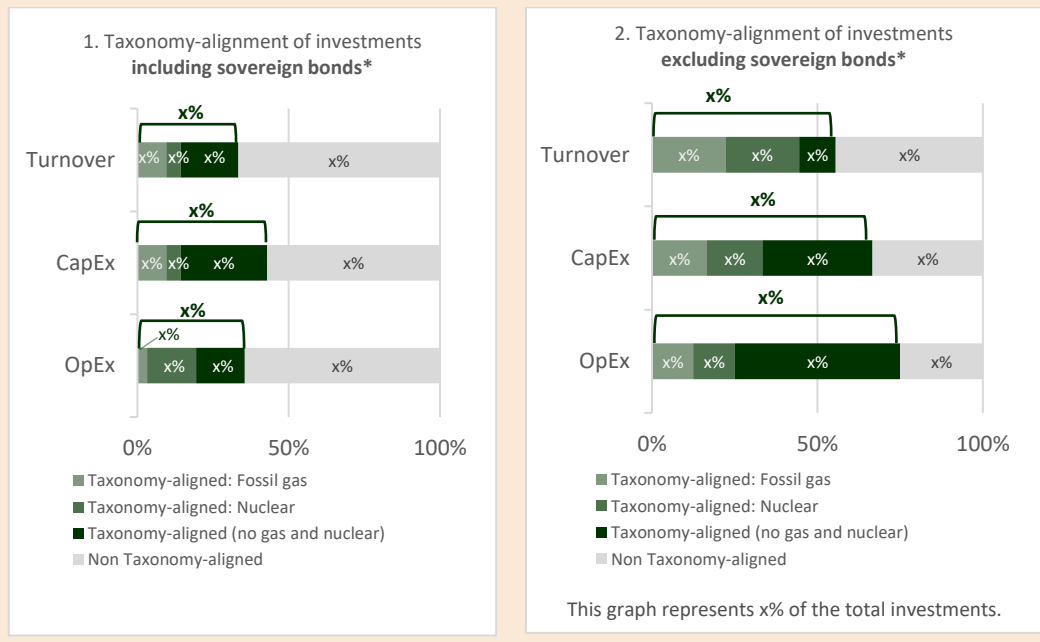 1. Taxonomy-alignment of investments
including sovereign bonds*
x%
Turnover
x% x% x% x%
x%
CapEx
x% x% x% x%
x%
x%
OpEx
x% x% x%
0% 50% 100%
Taxonomy-aligned: Fossil gas
Taxonomy-aligned: Nuclear
Taxonomy-aligned (no gas and nuclear)
Non Taxonomy-aligned
2. Taxonomy-alignment of investments
excluding sovereign bonds*
x%
Turnover
x% x% x% x%
x%
CapEx
x% x% x% x%
x%
OpEx
x% x% x% x%
0% 50% 100%
Taxonomy-aligned: Fossil gas
Taxonomy-aligned: Nuclear
Taxonomy-aligned (no gas and nuclear)
Non Taxonomy-aligned
This graph represents x% of the total investments.